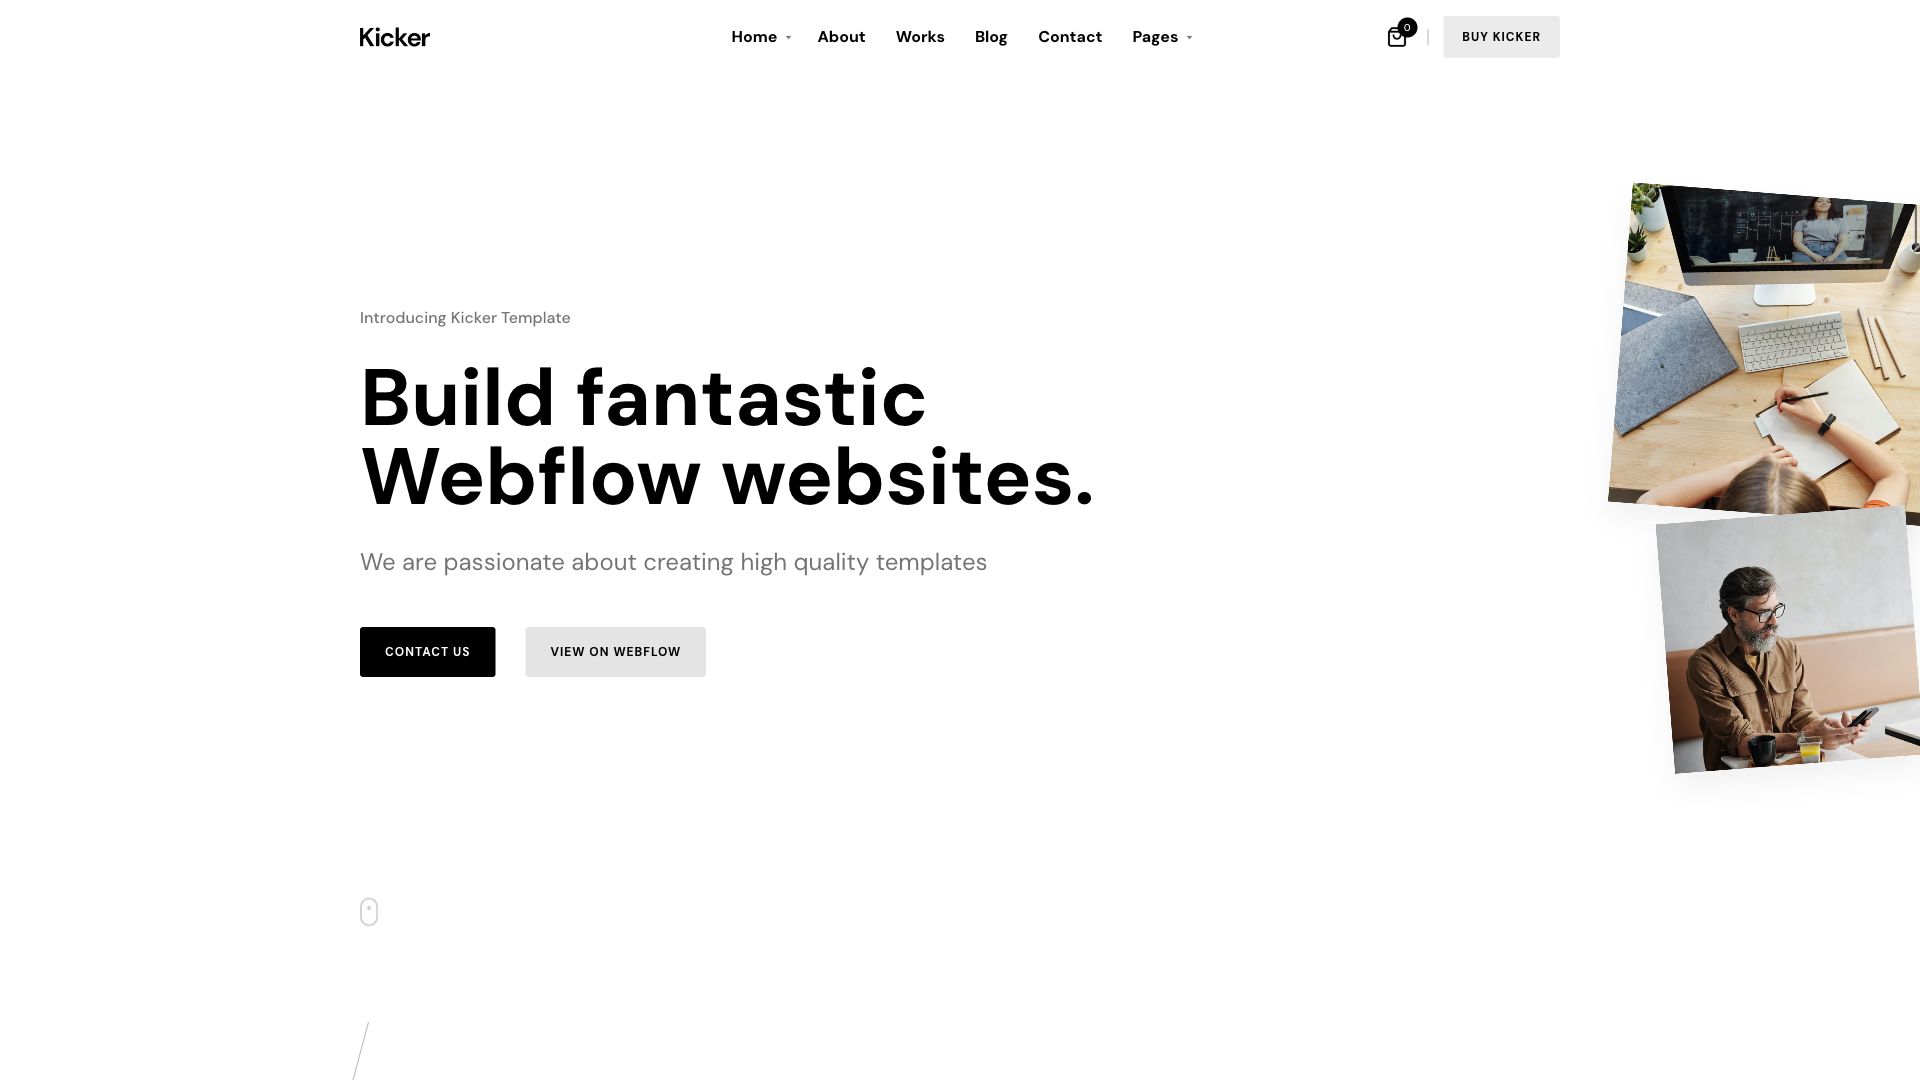 Kicker
Home
About
Works
Blog
Contact
Pages
0
BUY KICKER
Introducing Kicker Template
Build fantastic
Webflow websites.
We are passionate about creating high quality templates
CONTACT US
VIEW ON WEBFLOW